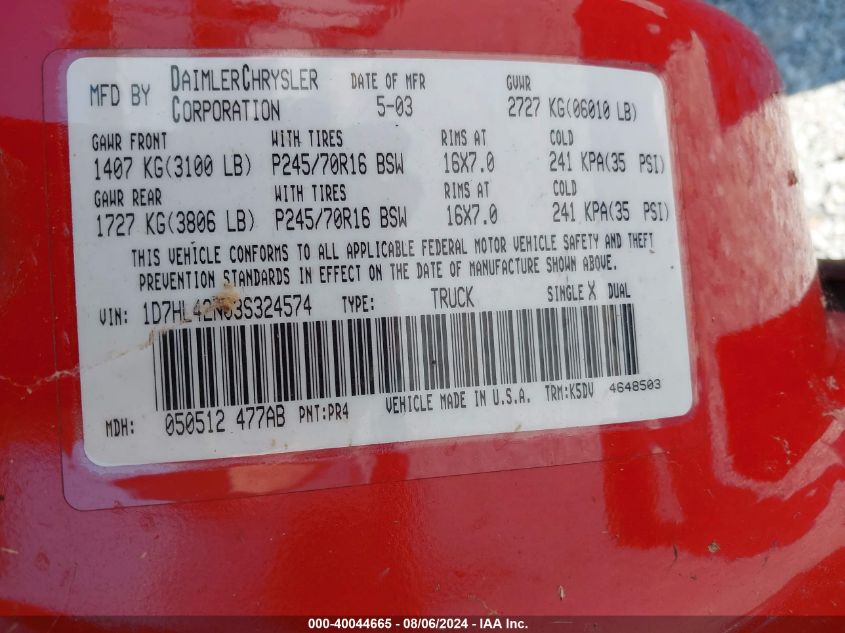 MFD BY DAIMLERCHRYSLER CORPORATION DATE OF MFR 5-03 GVWR 2727 KG(06010 LB)
GAWR FRONT WITH TIRES RIMS AT COLD
1407 KG(3100 LB) P245/70R16 BSW 16X7.0 241 KPA(35 PSI)
GAWR REAR WITH TIRES RIMS AT COLD
1727 KG(3806 LB) P245/70R16 BSW 16X7.0 241 KPA(35 PSI)
THIS VEHICLE CONFORMS TO ALL APPLICABLE FEDERAL MOTOR VEHICLE SAFETY AND THEFT
PREVENTION STANDARDS IN EFFECT ON THE DATE OF MANUFACTURE SHOWN ABOVE.
VIN: 1D7HL42N03S324574 TYPE: TRUCK SINGLE X DUAL
MDH: 050512 477AB PNT:PR4 VEHICLE MADE IN U.S.A. TRM:K5DV 4648503
000-40044665 - 08/06/2024 - IAA Inc.